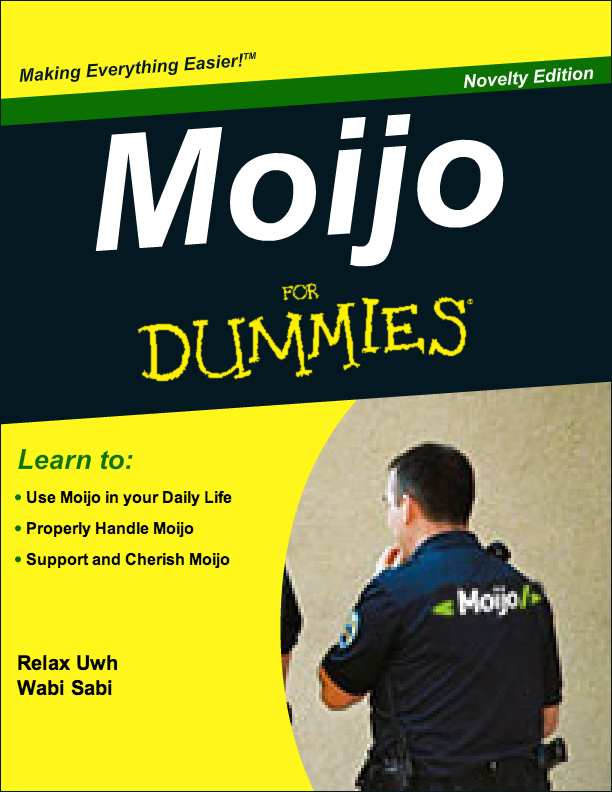 Making Everything Easier!™
Novelty Edition
Moijo
FOR
DUMMIES®
Learn to:
• Use Moijo in your Daily Life
• Properly Handle Moijo
• Support and Cherish Moijo
<Moijo/>
Relax Uwh
Wabi Sabi